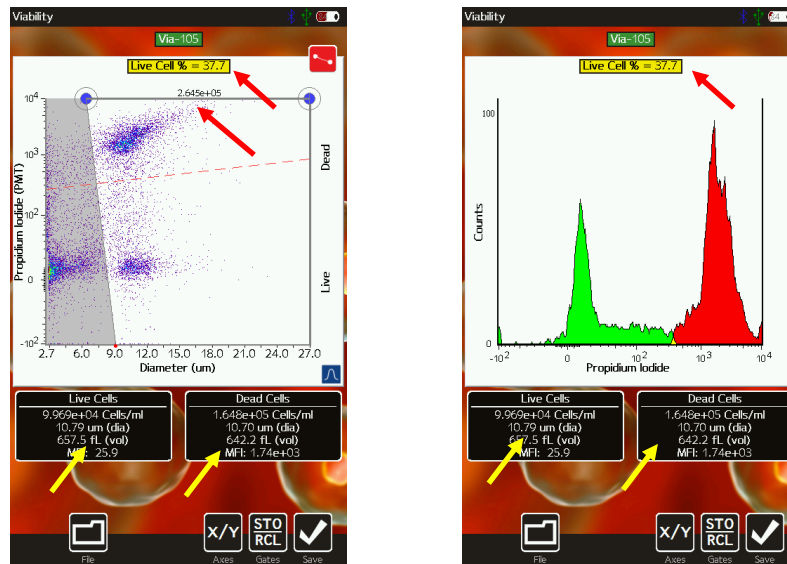 Viability
Via-105
Live Cell % = 37.7
2.645e+05
10^4
10^3
10^2
0
-10^2
Propidium Iodide (PMT)
Dead
Live
2.7 6.0 9.0 12.0 15.0 18.0 21.0 24.0 27.0
Diameter (um)
Live Cells
9.969e+04 Cells/ml
10.79 um (dia)
657.5 fL (vol)
MFI: 25.9
Dead Cells
1.648e+05 Cells/ml
10.70 um (dia)
642.2 fL (vol)
MFI: 1.74e+03
File
X/Y
Axes
STO
RCL
Gates
Save
Viability
Via-105
Live Cell % = 37.7
100
Counts
0
-10^2 0 10^2 10^3 10^4
Propidium Iodide
Live Cells
9.969e+04 Cells/ml
10.79 um (dia)
657.5 fL (vol)
MFI: 25.9
Dead Cells
1.648e+05 Cells/ml
10.70 um (dia)
642.2 fL (vol)
MFI: 1.74e+03
File
X/Y
Axes
STO
RCL
Gates
Save